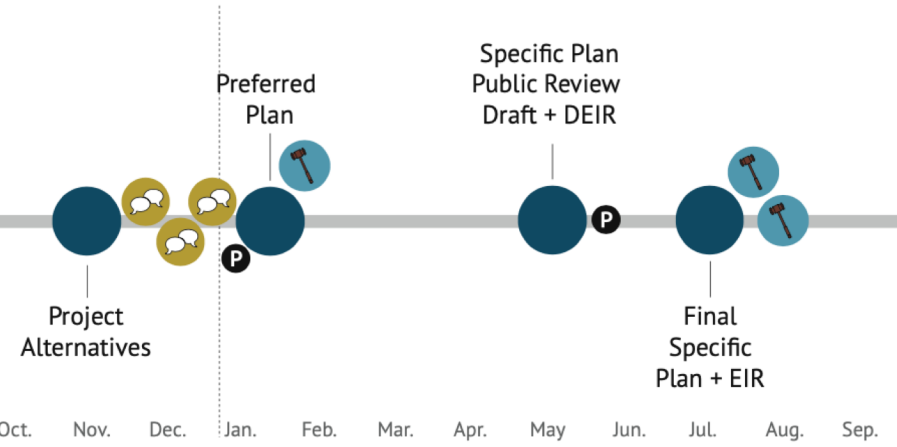 Specific Plan
Public Review
Draft + DEIR
Preferred
Plan
P
P
Project
Alternatives
Final
Specific
Plan + EIR
Oct. Nov. Dec. Jan. Feb. Mar. Apr. May Jun. Jul. Aug. Sep.